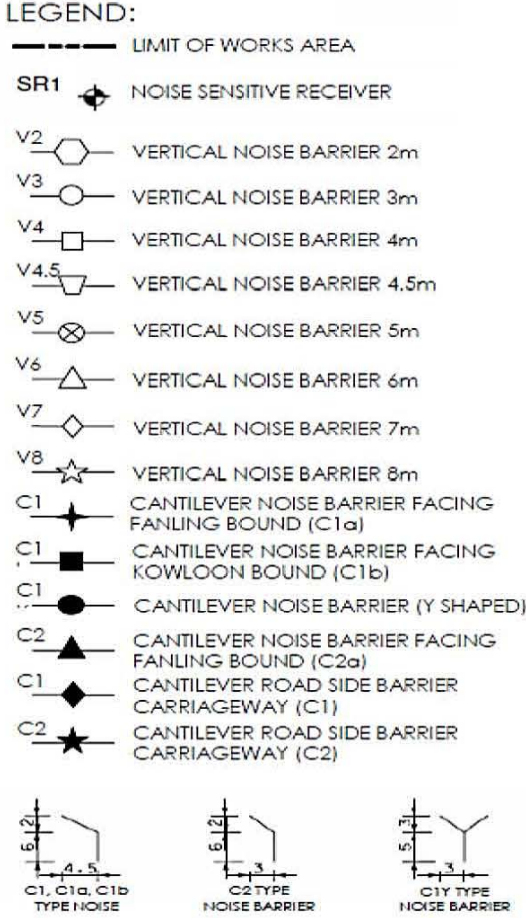 LEGEND:
LIMIT OF WORKS AREA
SR1 NOISE SENSITIVE RECEIVER
V2 VERTICAL NOISE BARRIER 2m
V3 VERTICAL NOISE BARRIER 3m
V4 VERTICAL NOISE BARRIER 4m
V4.5 VERTICAL NOISE BARRIER 4.5m
V5 VERTICAL NOISE BARRIER 5m
V6 VERTICAL NOISE BARRIER 6m
V7 VERTICAL NOISE BARRIER 7m
V8 VERTICAL NOISE BARRIER 8m
C1 CANTILEVER NOISE BARRIER FACING
FANLING BOUND (C1a)
C1 CANTILEVER NOISE BARRIER FACING
KOWLOON BOUND (C1b)
C1 CANTILEVER NOISE BARRIER (Y SHAPED)
C2 CANTILEVER NOISE BARRIER FACING
FANLING BOUND (C2a)
C1 CANTILEVER ROAD SIDE BARRIER
CARRIAGEWAY (C1)
C2 CANTILEVER ROAD SIDE BARRIER
CARRIAGEWAY (C2)
2
6
4.5
C1, C1a, C1b
TYPE NOISE
2
6
3
C2 TYPE
NOISE BARRIER
3
5
3
C1Y TYPE
NOISE BARRIER